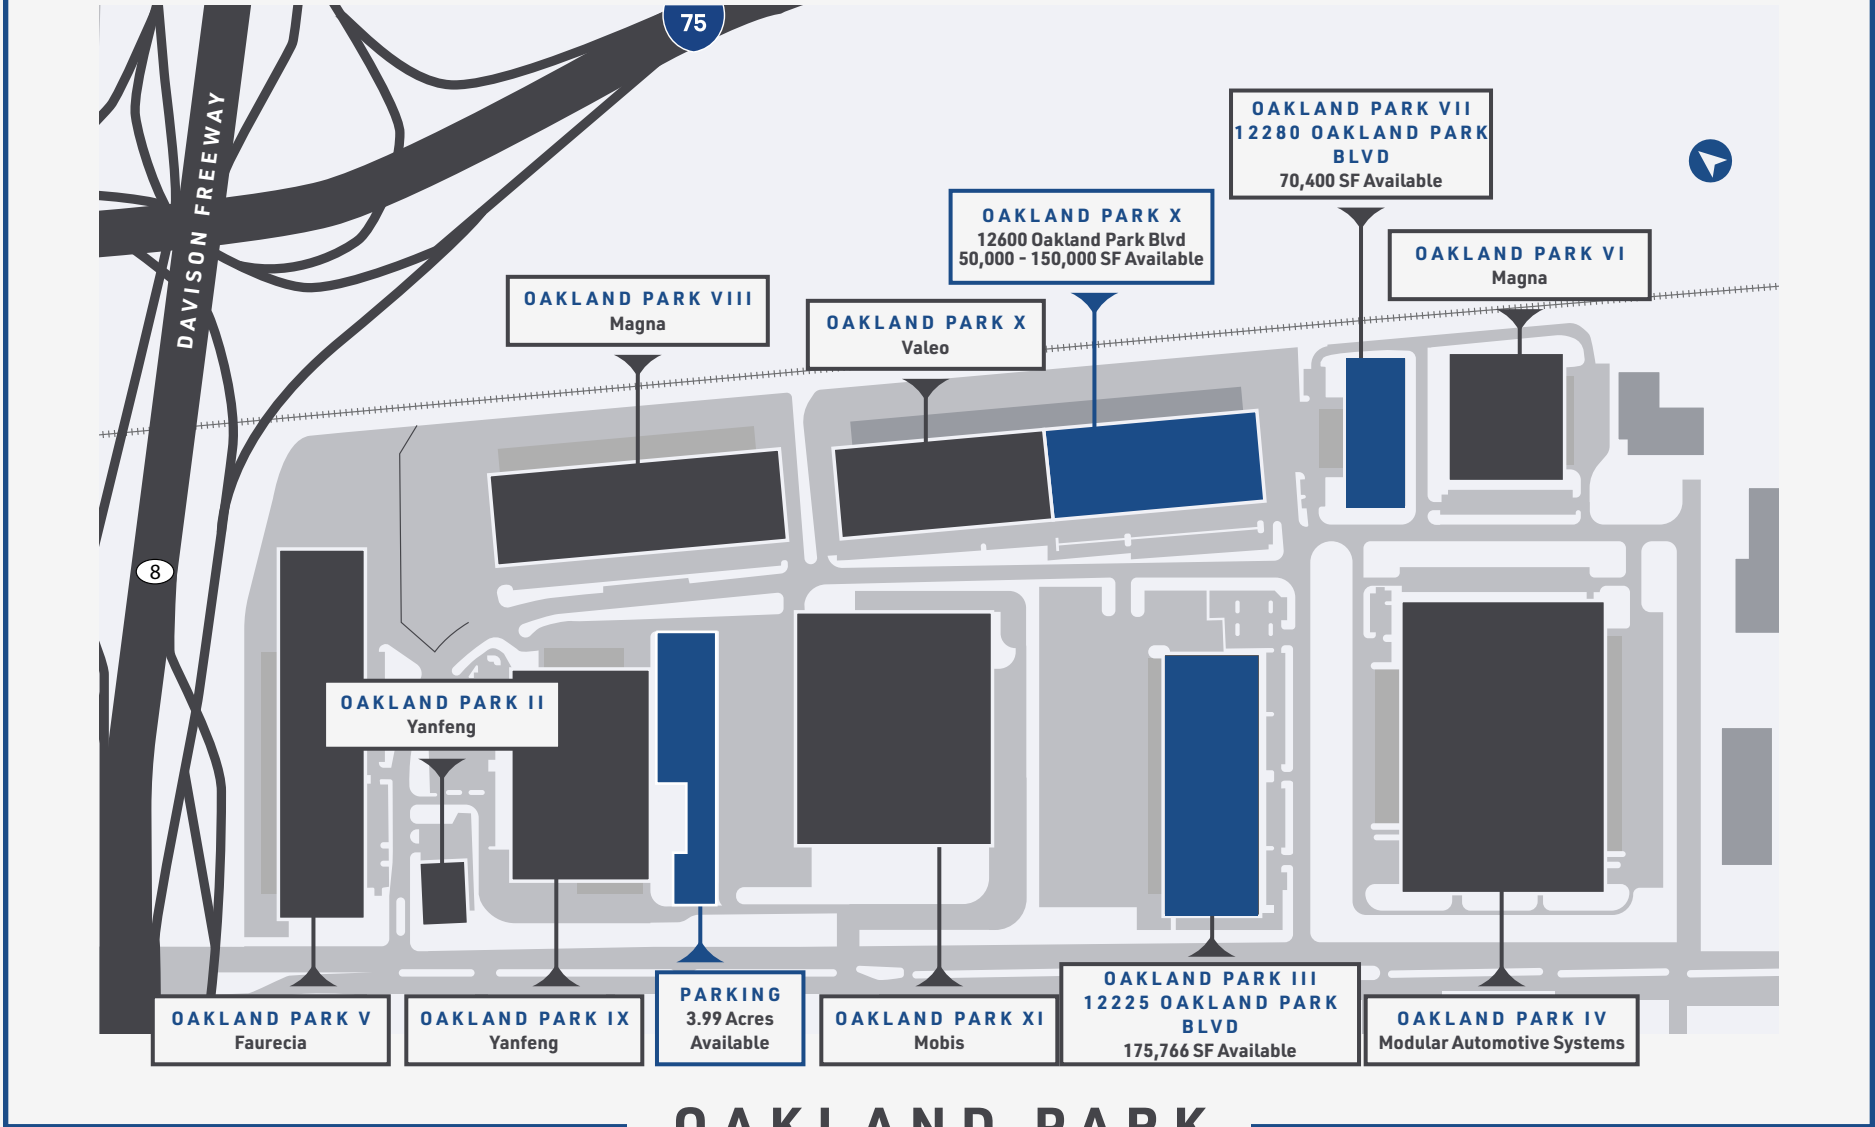 75
DAVISON FREEWAY
OAKLAND PARK VII
12280 OAKLAND PARK
BLVD
70,400 SF Available
OAKLAND PARK X
12600 Oakland Park Blvd
50,000 - 150,000 SF Available
OAKLAND PARK VI
Magna
OAKLAND PARK VIII
Magna
OAKLAND PARK X
Valeo
8
OAKLAND PARK II
Yanfeng
OAKLAND PARK V
Faurecia
OAKLAND PARK IX
Yanfeng
PARKING
3.99 Acres
Available
OAKLAND PARK XI
Mobis
OAKLAND PARK III
12225 OAKLAND PARK
BLVD
175,766 SF Available
OAKLAND PARK IV
Modular Automotive Systems
OAKLAND PARK